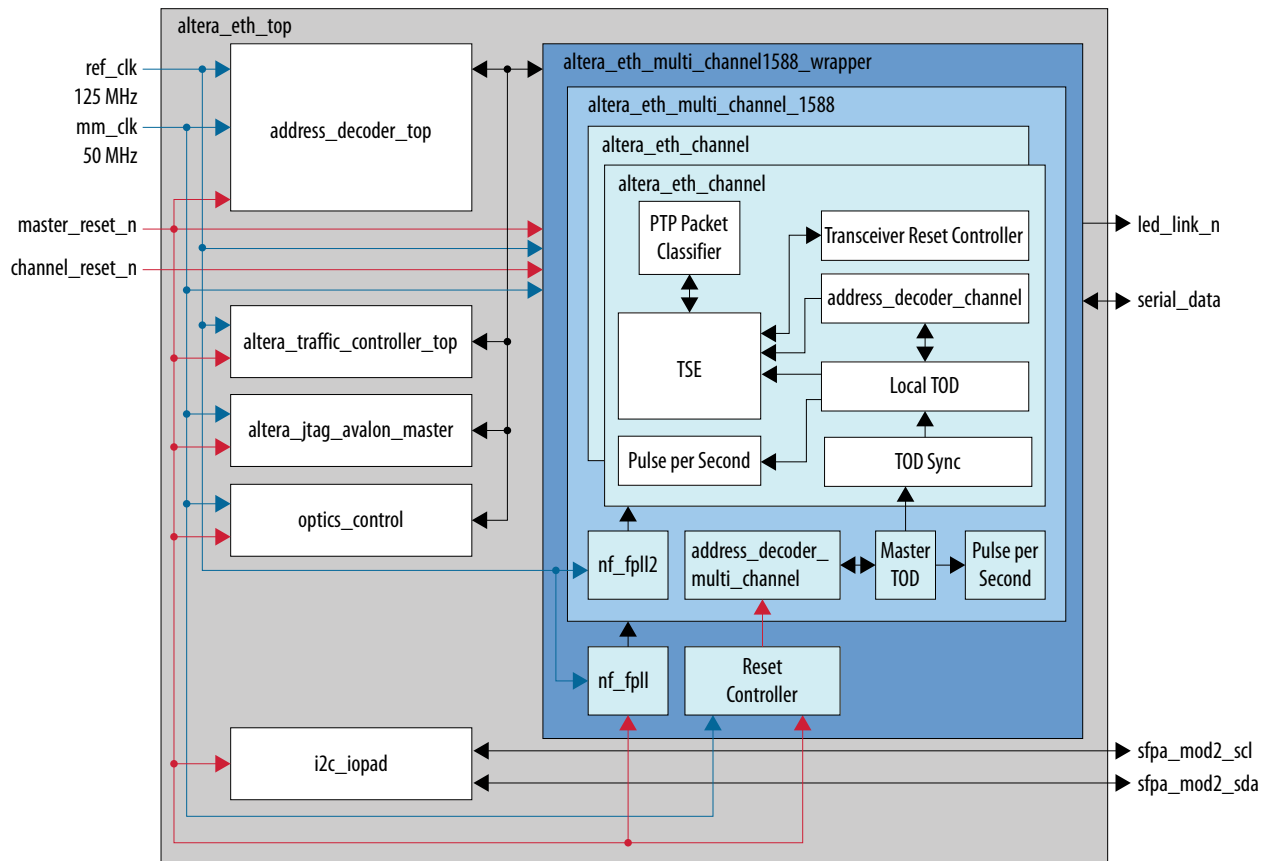 altera_eth_top
ref_clk
125 MHz
mm_clk
50 MHz
master_reset_n
channel_reset_n
address_decoder_top
altera_traffic_controller_top
altera_jtag_avalon_master
optics_control
i2c_iopad
altera_eth_multi_channel1588_wrapper
altera_eth_multi_channel_1588
altera_eth_channel
altera_eth_channel
PTP Packet
Classifier
Transceiver Reset Controller
address_decoder_channel
TSE
Local TOD
Pulse per Second
TOD Sync
nf_fpll2
address_decoder_
multi_channel
Master
TOD
Pulse per
Second
nf_fpll
Reset
Controller
led_link_n
serial_data
sfpa_mod2_scl
sfpa_mod2_sda